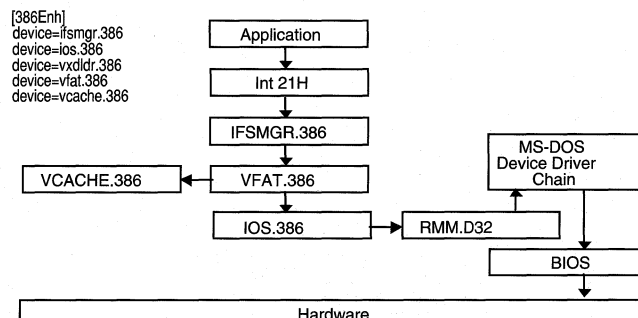 [386Enh]
device=ifsmgr.386
device=ios.386
device=vxdldr.386
device=vfat.386
device=vcache.386
Application
Int 21H
IFSMGR.386
VCACHE.386
VFAT.386
IOS.386
RMM.D32
MS-DOS
Device Driver
Chain
BIOS
Hardware